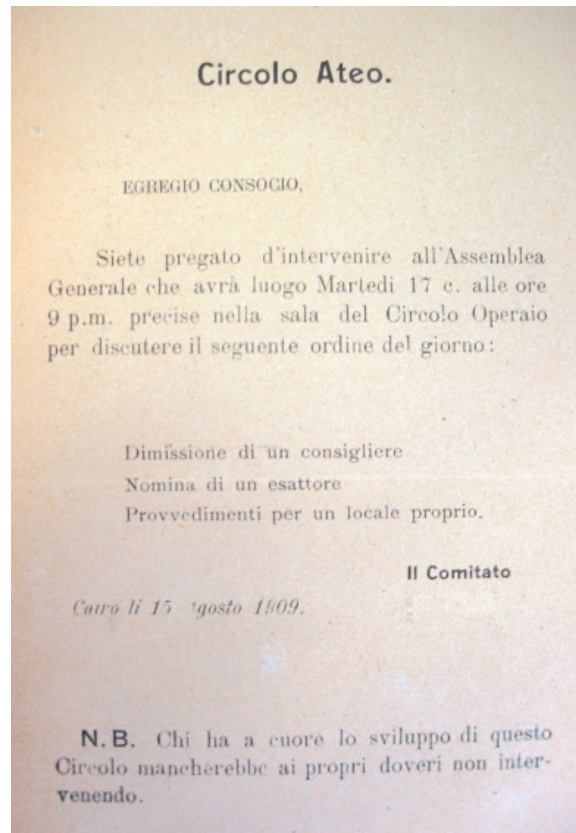 Circolo Ateo.
EGREGIO CONSOCIO,
Siete pregato d'intervenire all'Assemblea
Generale che avrà luogo Martedi 17 c. alle ore
9 p.m. precise nella sala del Circolo Operaio
per discutere il seguente ordine del giorno:
Dimissione di un consigliere
Nomina di un esattore
Provvedimenti per un locale proprio.
Il Comitato
Cairo li 15 Agosto 1909.
N.B. Chi ha a cuore lo sviluppo di questo
Circolo mancherebbe ai propri doveri non inter-
venendo.